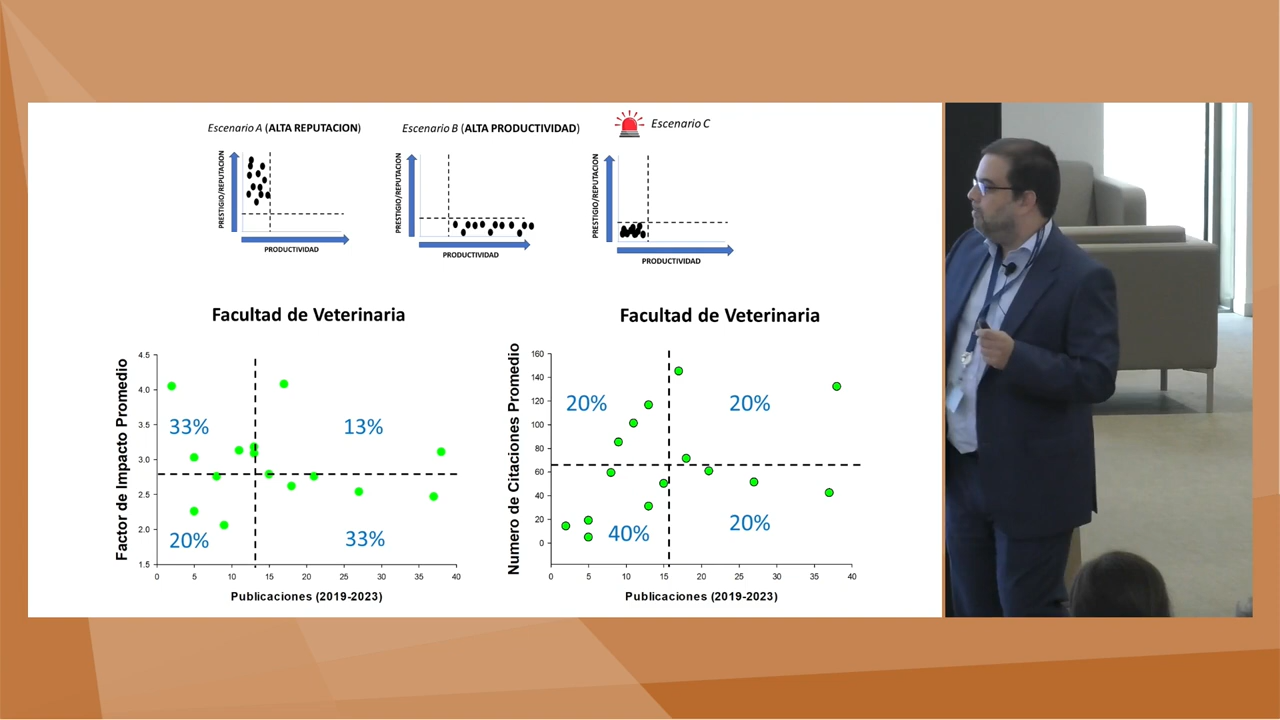 Escenario A (ALTA REPUTACION)
Escenario B (ALTA PRODUCTIVIDAD)
Escenario C
PRESTIGIO/REPUTACION
PRODUCTIVIDAD
PRESTIGIO/REPUTACION
PRODUCTIVIDAD
PRESTIGIO/REPUTACION
PRODUCTIVIDAD
Facultad de Veterinaria
Factor de Impacto Promedio
4.5
4.0
3.5
3.0
2.5
2.0
1.5
33%
13%
20%
33%
0 5 10 15 20 25 30 35 40
Publicaciones (2019-2023)
Facultad de Veterinaria
Numero de Citaciones Promedio
160
140
120
100
80
60
40
20
0
20%
20%
40%
20%
0 5 10 15 20 25 30 35 40
Publicaciones (2019-2023)